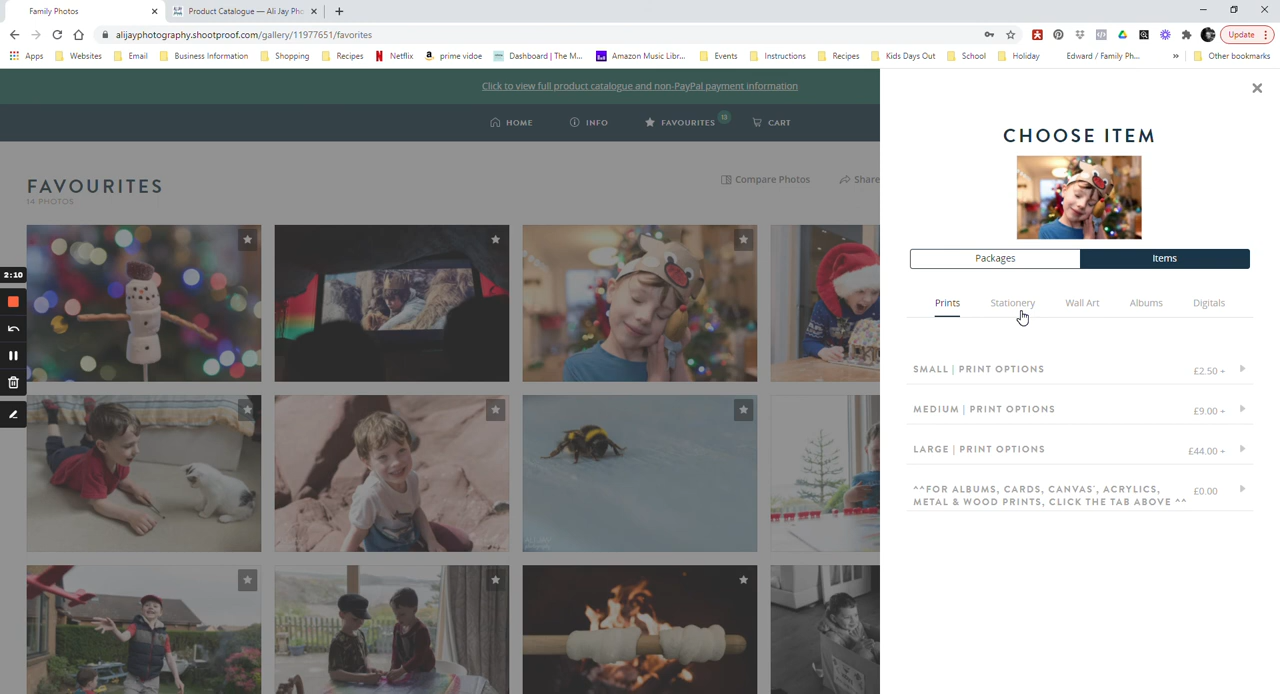 Family Photos
Product Catalogue — Ali Jay Pho
alijayphotography.shootproof.com/gallery/11977651/favorites
Update
Apps
Websites
Email
Business Information
Shopping
Recipes
Netflix
prime vidoe
Dashboard | The M...
Amazon Music Libr...
Events
Instructions
Recipes
Kids Days Out
School
Holiday
Edward / Family Ph...
»
Other bookmarks
Click to view full product catalogue and non-PayPal payment information
HOME
INFO
FAVOURITES
13
CART
FAVOURITES
14 PHOTOS
Compare Photos
Share
2:10
CHOOSE ITEM
Packages
Items
Prints
Stationery
Wall Art
Albums
Digitals
SMALL | PRINT OPTIONS
£2.50 +
MEDIUM | PRINT OPTIONS
£9.00 +
LARGE | PRINT OPTIONS
£44.00 +
^^FOR ALBUMS, CARDS, CANVAS', ACRYLICS,
METAL & WOOD PRINTS, CLICK THE TAB ABOVE ^^
£0.00